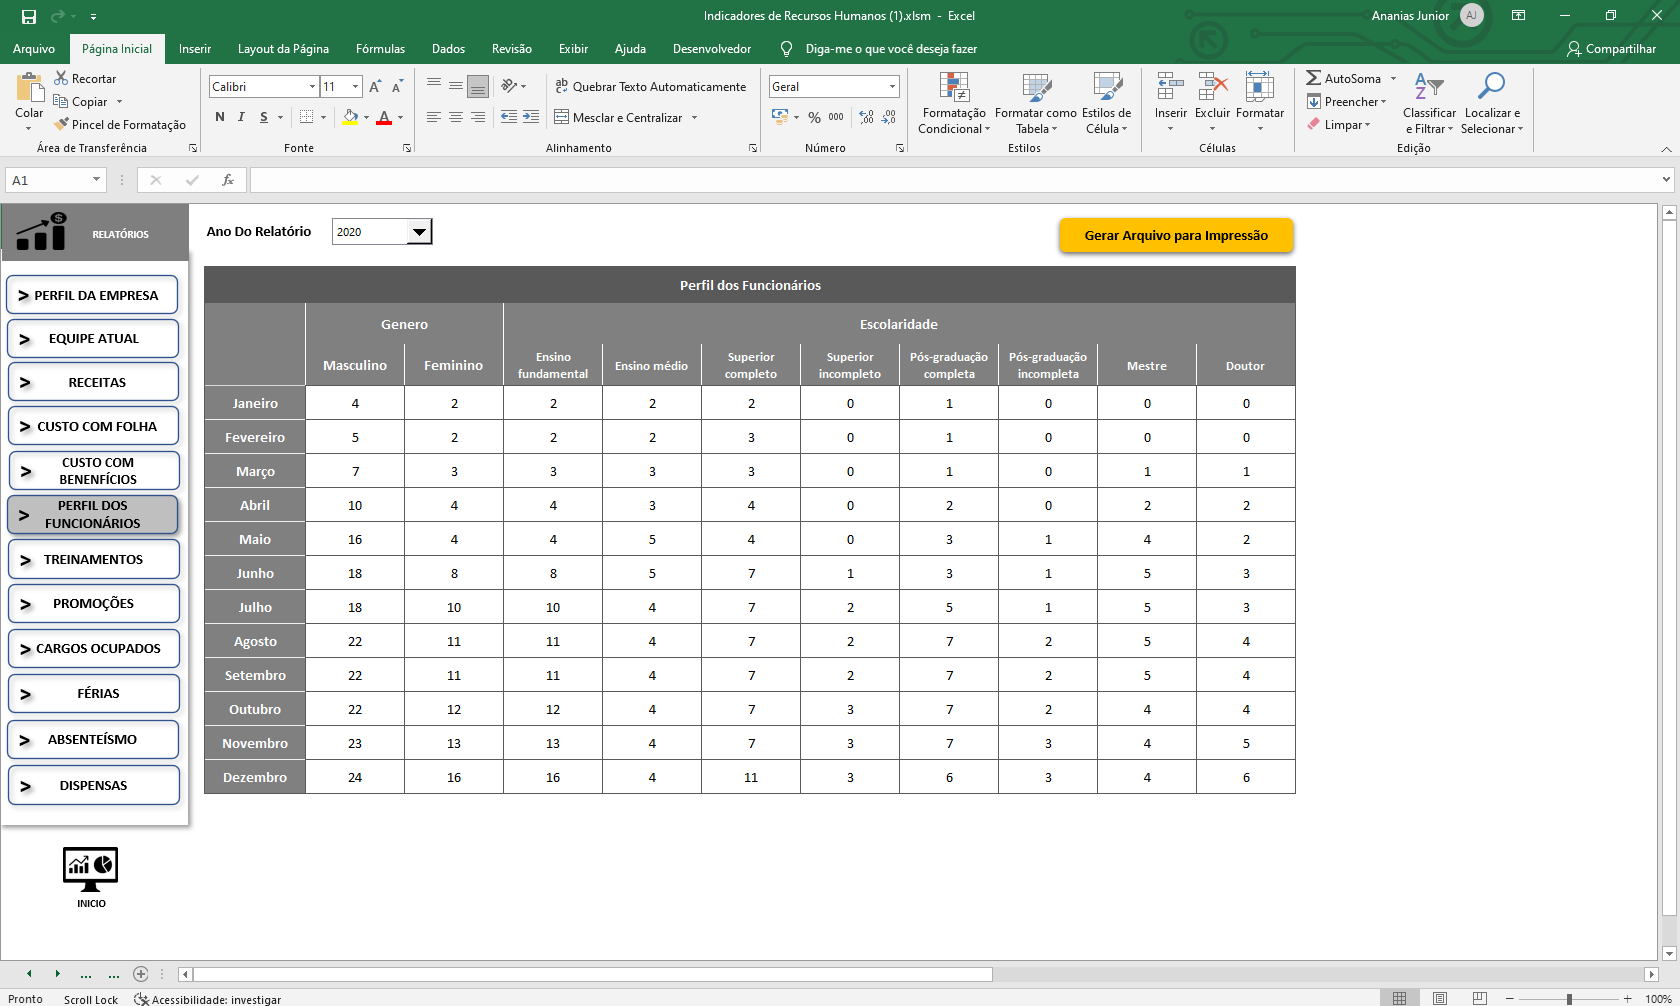 Indicadores de Recursos Humanos (1).xlsm - Excel
Ananias Junior AJ
Arquivo Página Inicial Inserir Layout da Página Fórmulas Dados Revisão Exibir Ajuda Desenvolvedor Diga-me o que você deseja fazer Compartilhar
Colar
Recortar
Copiar
Pincel de Formatação
Área de Transferência
Calibri 11
N I S
Fonte
Quebrar Texto Automaticamente
Mesclar e Centralizar
Alinhamento
Geral
% 000
Número
Formatação
Condicional
Formatar como
Tabela
Estilos de
Célula
Estilos
Inserir Excluir Formatar
Células
AutoSoma
Preencher
Limpar
Classificar
e Filtrar
Localizar e
Selecionar
Edição
A1 fx
RELATÓRIOS
Ano Do Relatório 2020
Gerar Arquivo para Impressão
> PERFIL DA EMPRESA
> EQUIPE ATUAL
> RECEITAS
> CUSTO COM FOLHA
> CUSTO COM
BENENFÍCIOS
> PERFIL DOS
FUNCIONÁRIOS
> TREINAMENTOS
> PROMOÇÕES
> CARGOS OCUPADOS
> FÉRIAS
> ABSENTEÍSMO
> DISPENSAS
INICIO
Perfil dos Funcionários
Genero Escolaridade
Masculino Feminino Ensino fundamental Ensino médio Superior completo Superior incompleto Pós-graduação completa Pós-graduação incompleta Mestre Doutor
Janeiro 4 2 2 2 2 0 1 0 0 0
Fevereiro 5 2 2 2 3 0 1 0 0 0
Março 7 3 3 3 3 0 1 0 1 1
Abril 10 4 4 3 4 0 2 0 2 2
Maio 16 4 4 5 4 0 3 1 4 2
Junho 18 8 8 5 7 1 3 1 5 3
Julho 18 10 10 4 7 2 5 1 5 3
Agosto 22 11 11 4 7 2 7 2 5 4
Setembro 22 11 11 4 7 2 7 2 5 4
Outubro 22 12 12 4 7 3 7 2 4 4
Novembro 23 13 13 4 7 3 7 3 4 5
Dezembro 24 16 16 4 11 3 6 3 4 6
... ...
Pronto Scroll Lock Acessibilidade: investigar 100%